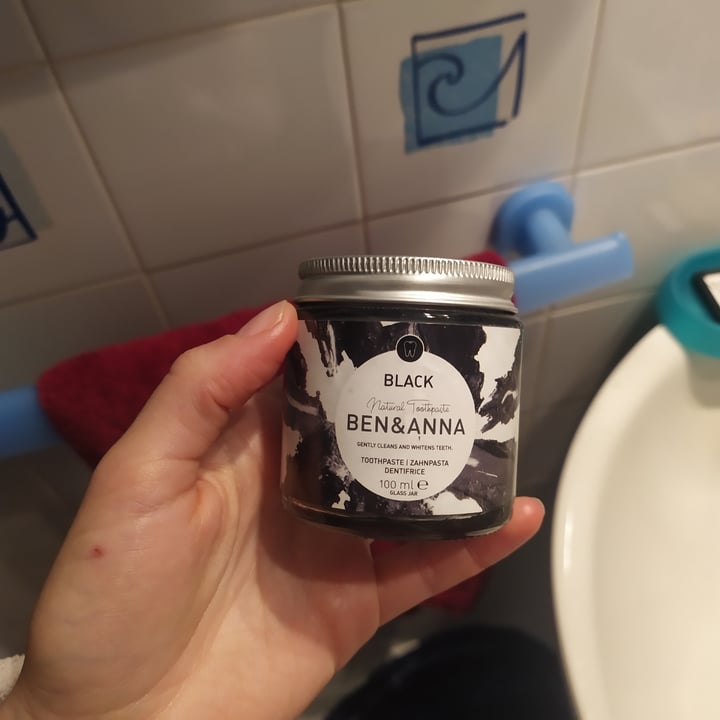 BLACK
Natural Toothpaste
BEN&ANNA
GENTLY CLEANS AND WHITENS TEETH.
TOOTHPASTE | ZAHNPASTA
DENTIFRICE
100 ml ℮
GLASS JAR